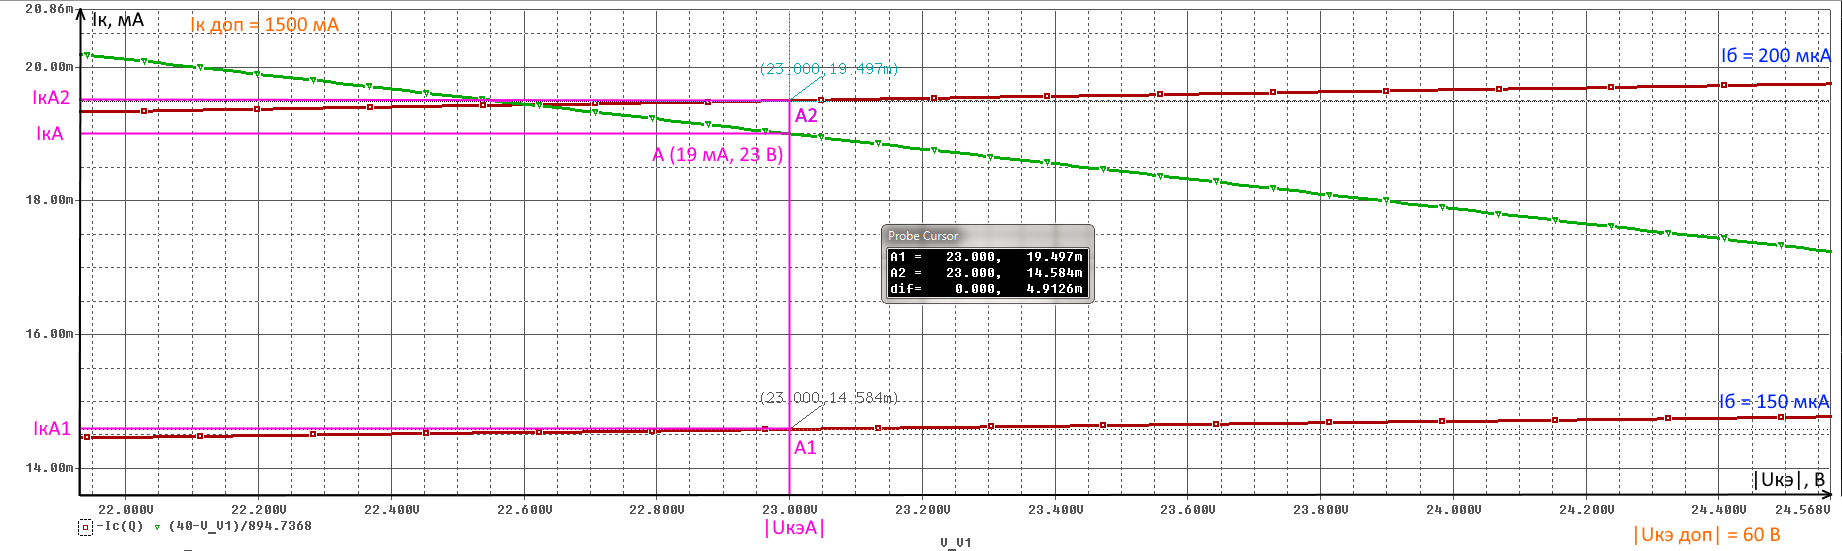 20.86m
Iк, мА
Iк доп = 1500 мА
Iб = 200 мкА
20.00m
(23.000,19.497m)
IкА2
A2
IкА
А (19 мА, 23 В)
18.00m
Probe Cursor
A1 = 23.000, 19.497m
A2 = 23.000, 14.584m
dif= 0.000, 4.9126m
16.00m
(23.000,14.584m)
Iб = 150 мкА
IкА1
A1
14.00m
|Uкэ|, В
22.000V 22.200V 22.400V 22.600V 22.800V 23.000V 23.200V 23.400V 23.600V 23.800V 24.000V 24.200V 24.400V 24.568V
-Ic(Q) (40-V_V1)/894.7368
|UкэА|
V_V1
|Uкэ доп| = 60 В